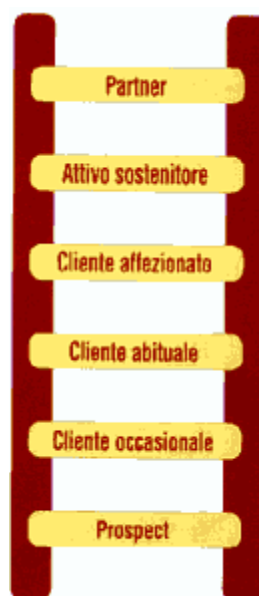 Partner
Attivo sostenitore
Cliente affezionato
Cliente abituale
Cliente occasionale
Prospect